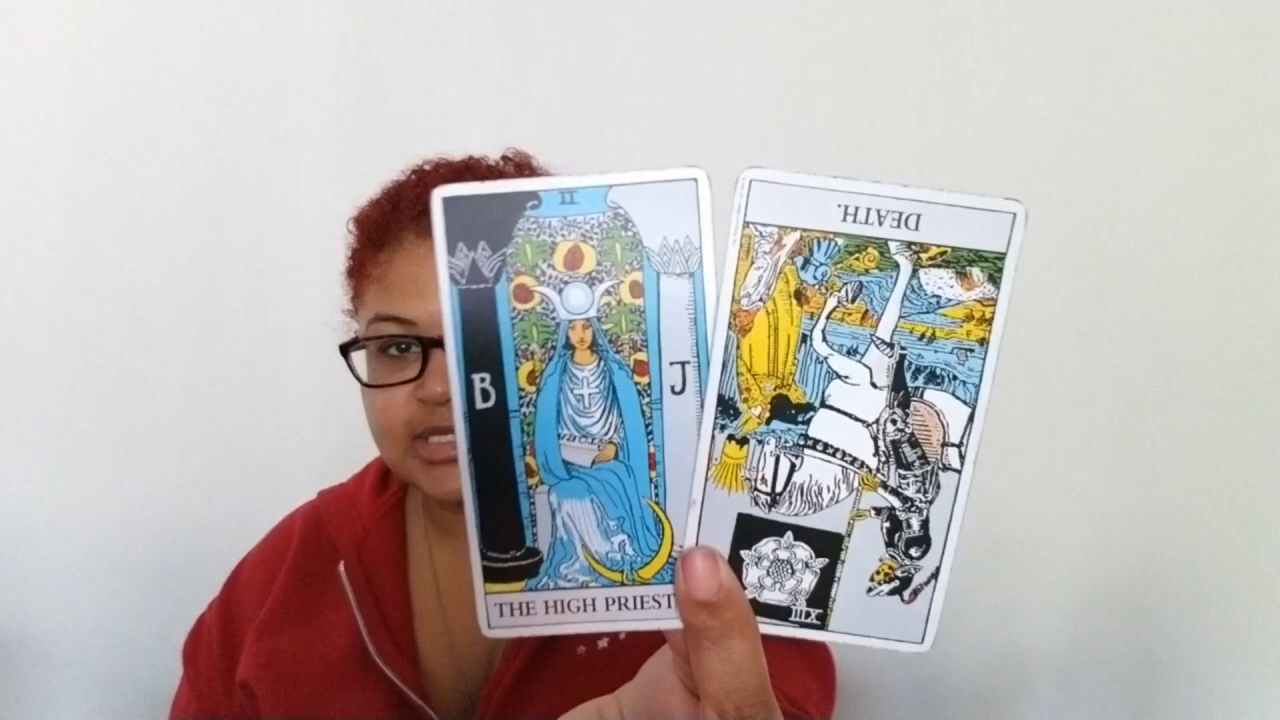 II
B
J
THE HIGH PRIEST
DEATH.
XIII